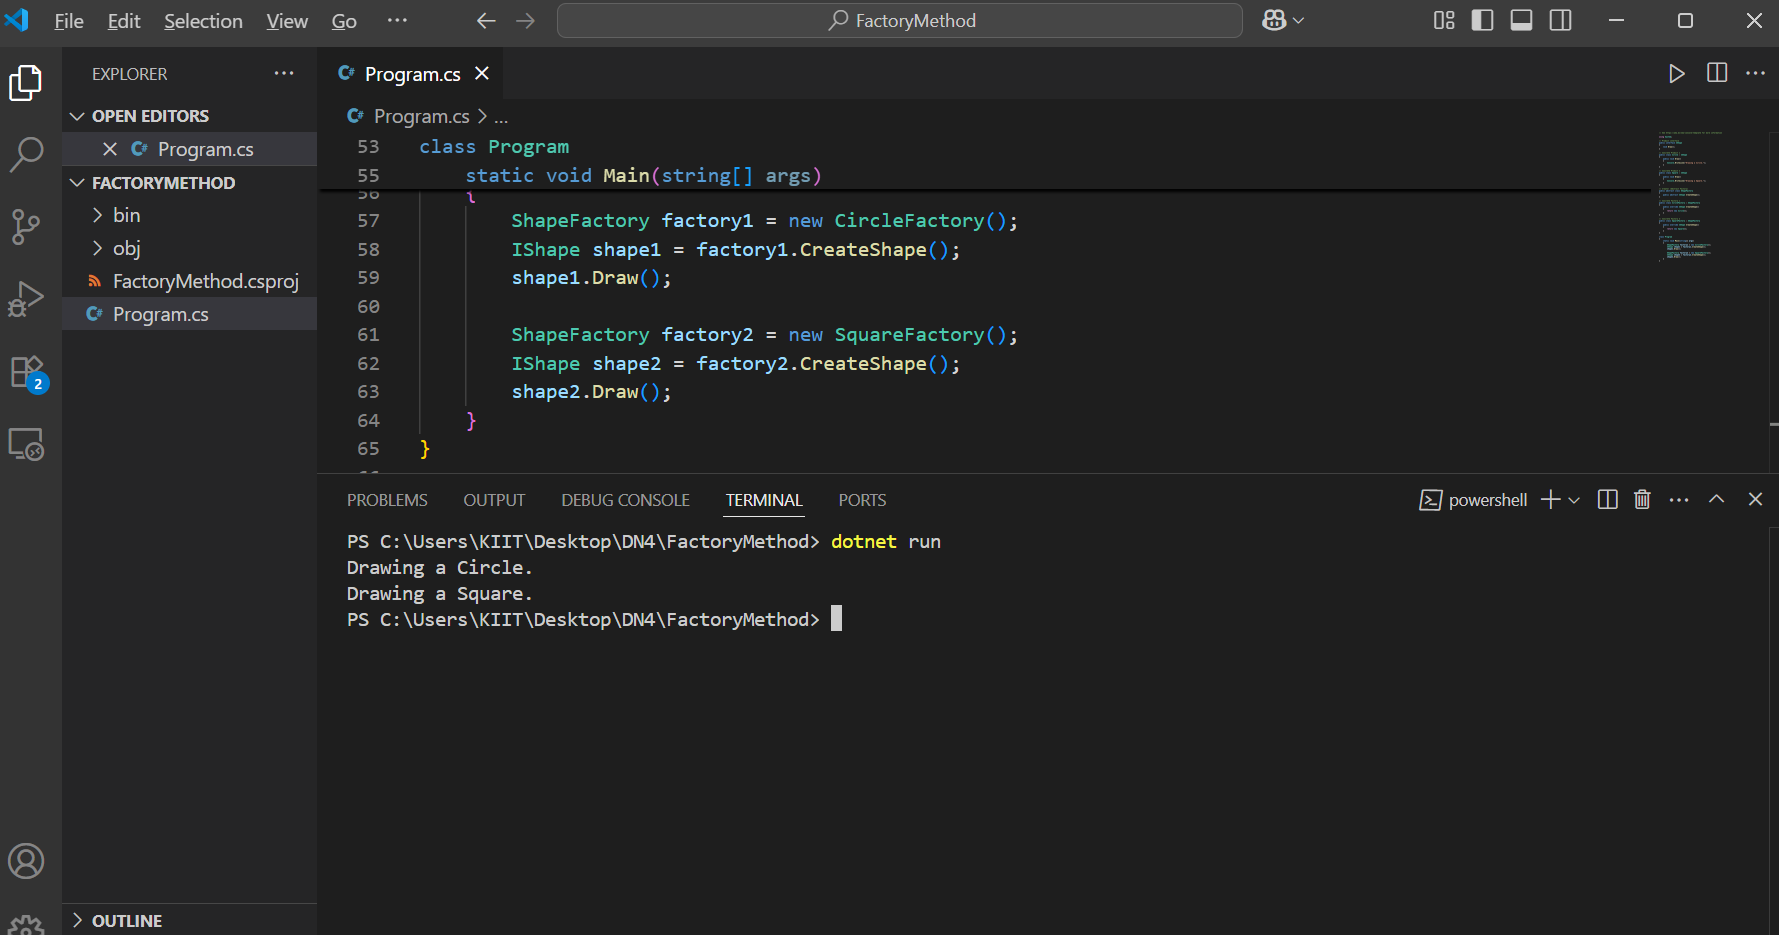 File Edit Selection View Go ··· FactoryMethod
EXPLORER ···
OPEN EDITORS
Program.cs
FACTORYMETHOD
bin
obj
FactoryMethod.csproj
Program.cs
2
OUTLINE
Program.cs
Program.cs > ...
53 class Program
55 static void Main(string[] args)
56 {
57 ShapeFactory factory1 = new CircleFactory();
58 IShape shape1 = factory1.CreateShape();
59 shape1.Draw();
60
61 ShapeFactory factory2 = new SquareFactory();
62 IShape shape2 = factory2.CreateShape();
63 shape2.Draw();
64 }
65 }
PROBLEMS OUTPUT DEBUG CONSOLE TERMINAL PORTS powershell
PS C:\Users\KIIT\Desktop\DN4\FactoryMethod> dotnet run
Drawing a Circle.
Drawing a Square.
PS C:\Users\KIIT\Desktop\DN4\FactoryMethod>